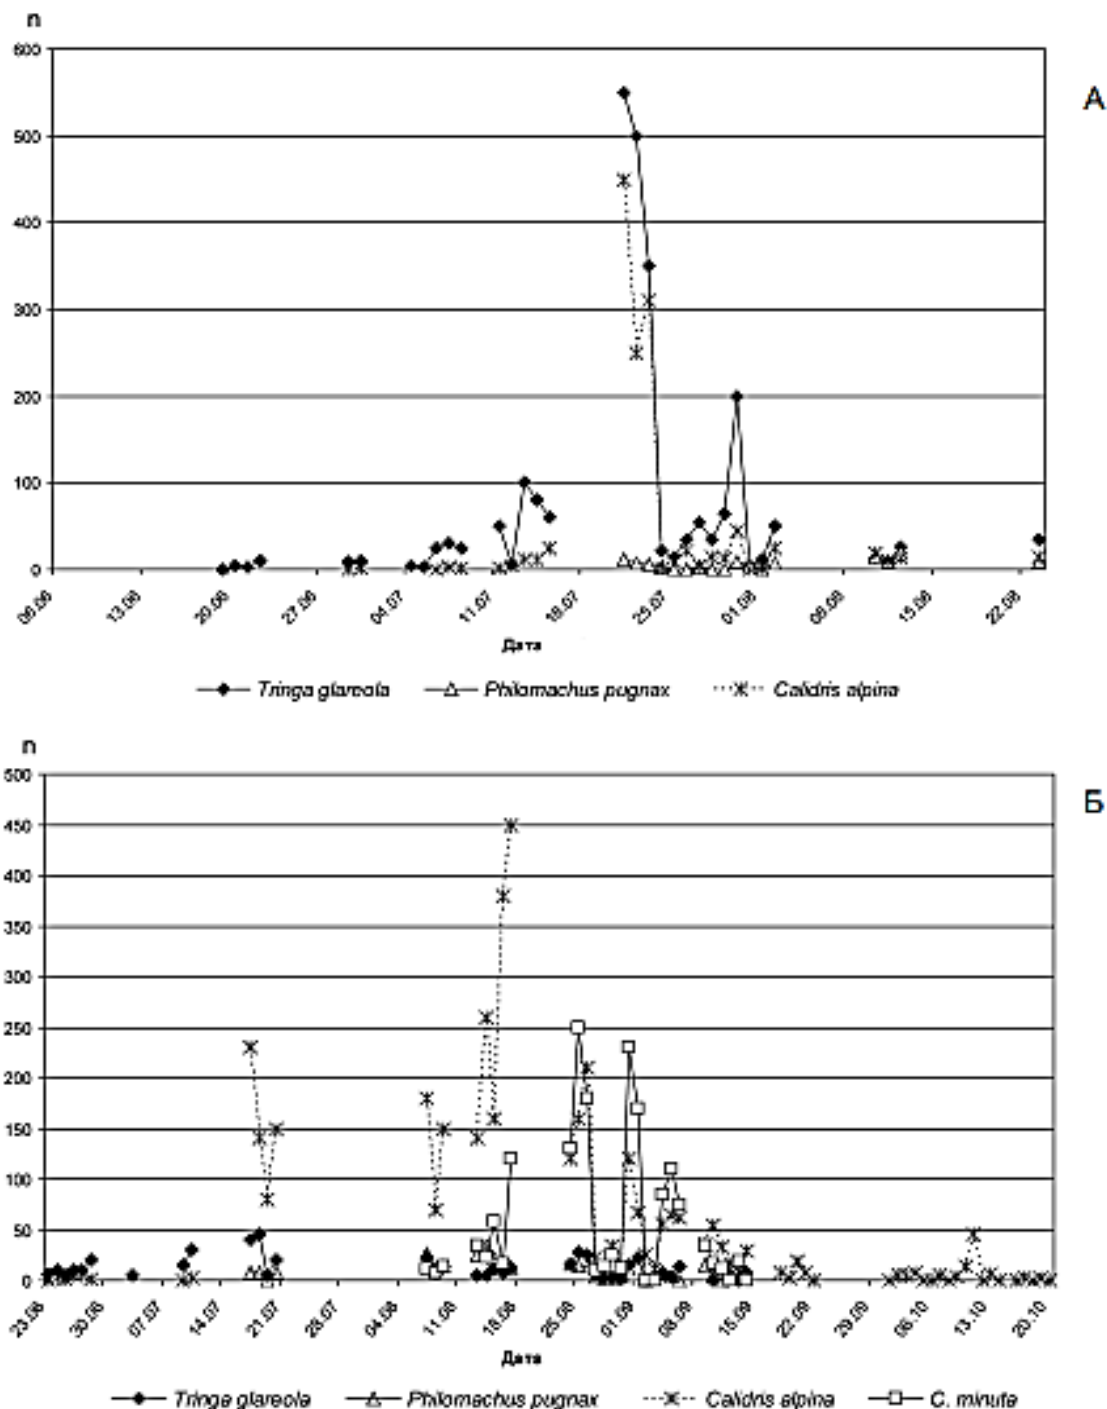 n
А
600
500
400
300
200
100
0
06.06 13.06 20.06 27.06 04.07 11.07 18.07 25.07 01.08 08.08 15.08 22.08
Дата
Tringa glareola Philomachus pugnax Calidris alpina
n
Б
500
450
400
350
300
250
200
150
100
50
0
23.06 30.06 07.07 14.07 21.07 28.07 04.08 11.08 18.08 25.08 01.09 08.09 15.09 22.09 29.09 06.10 13.10 20.10
Дата
Tringa glareola Philomachus pugnax Calidris alpina C. minuta